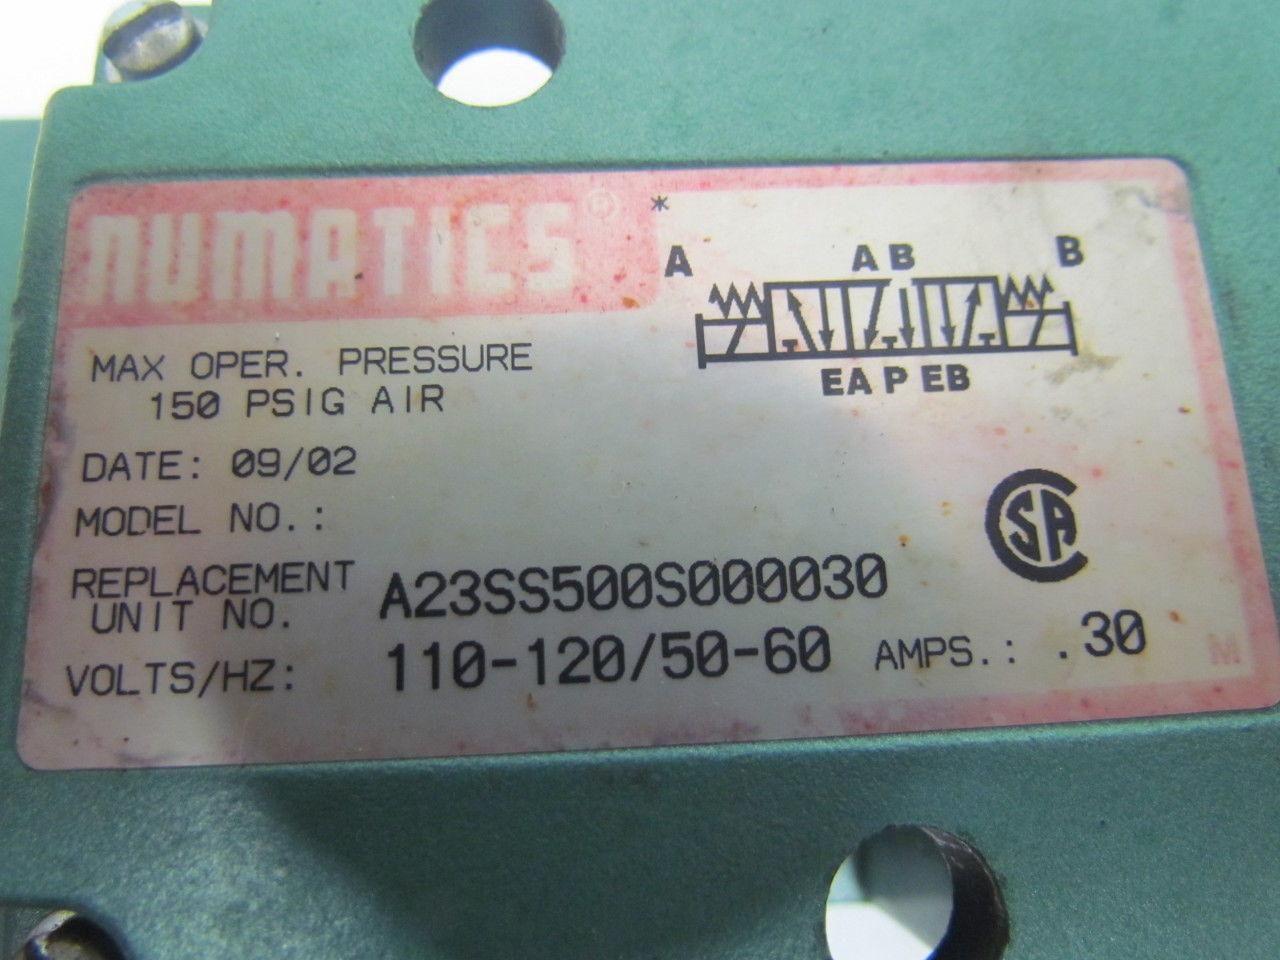 NUMATICS®
*
A A B B
EA P EB
MAX OPER. PRESSURE
150 PSIG AIR
DATE: 09/02
MODEL NO.:
REPLACEMENT
UNIT NO. A23SS500S000030
VOLTS/HZ: 110-120/50-60 AMPS.: .30
SA
M